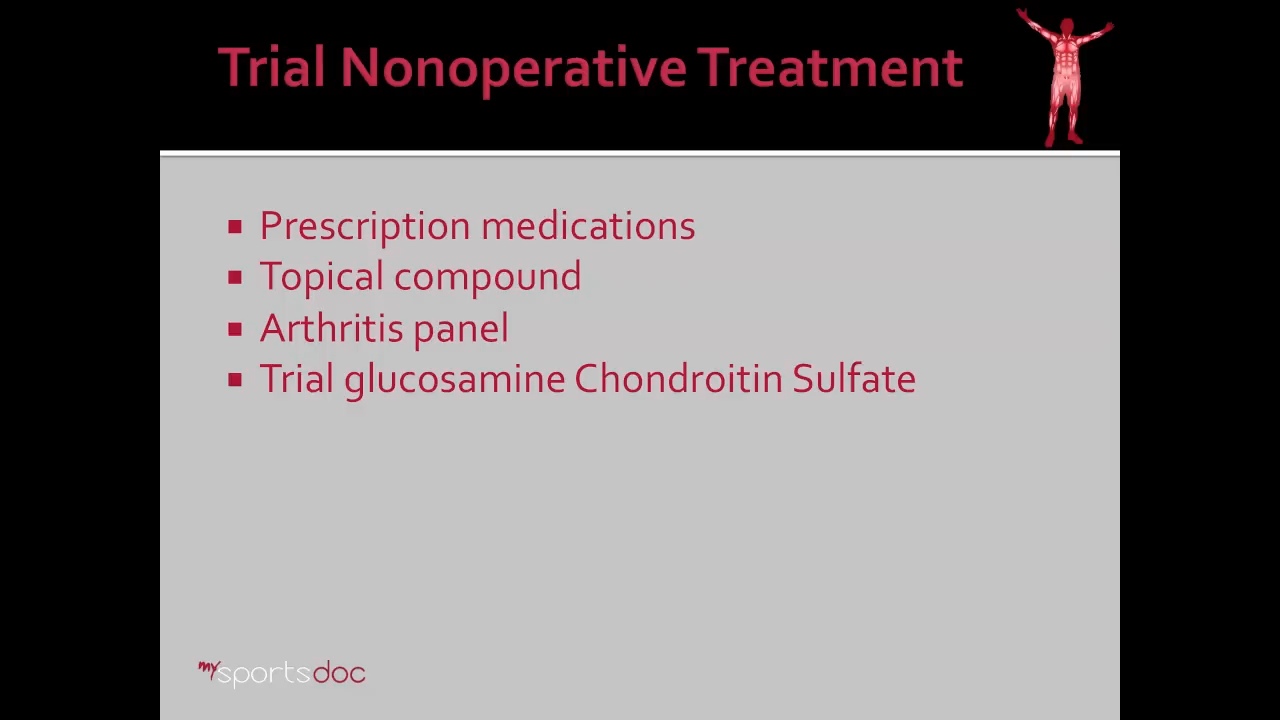 Trial Nonoperative Treatment
▪ Prescription medications
▪ Topical compound
▪ Arthritis panel
▪ Trial glucosamine Chondroitin Sulfate
mysportsdoc